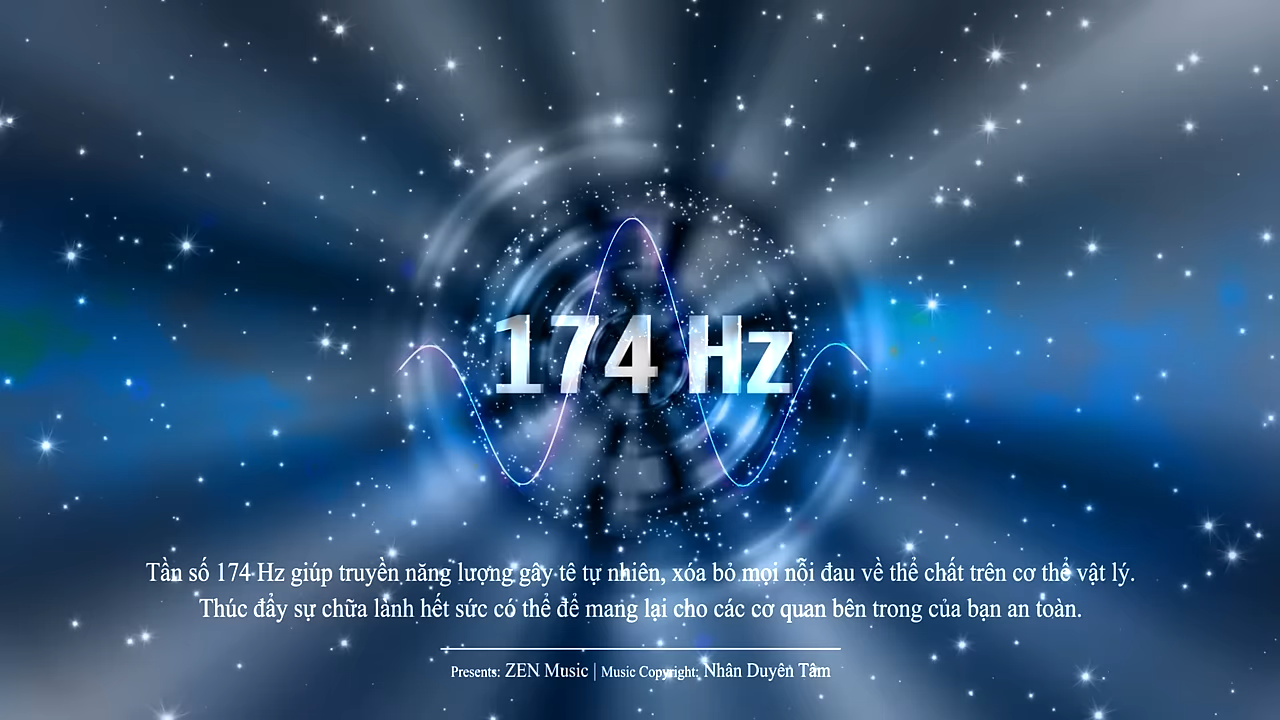 174 Hz
Tần số 174 Hz giúp truyền năng lượng gây tê tự nhiên, xóa bỏ mọi nỗi đau về thể chất trên cơ thể vật lý.
Thúc đẩy sự chữa lành hết sức có thể để mang lại cho các cơ quan bên trong của bạn an toàn.
Presents: ZEN Music | Music Copyright: Nhân Duyên Tâm